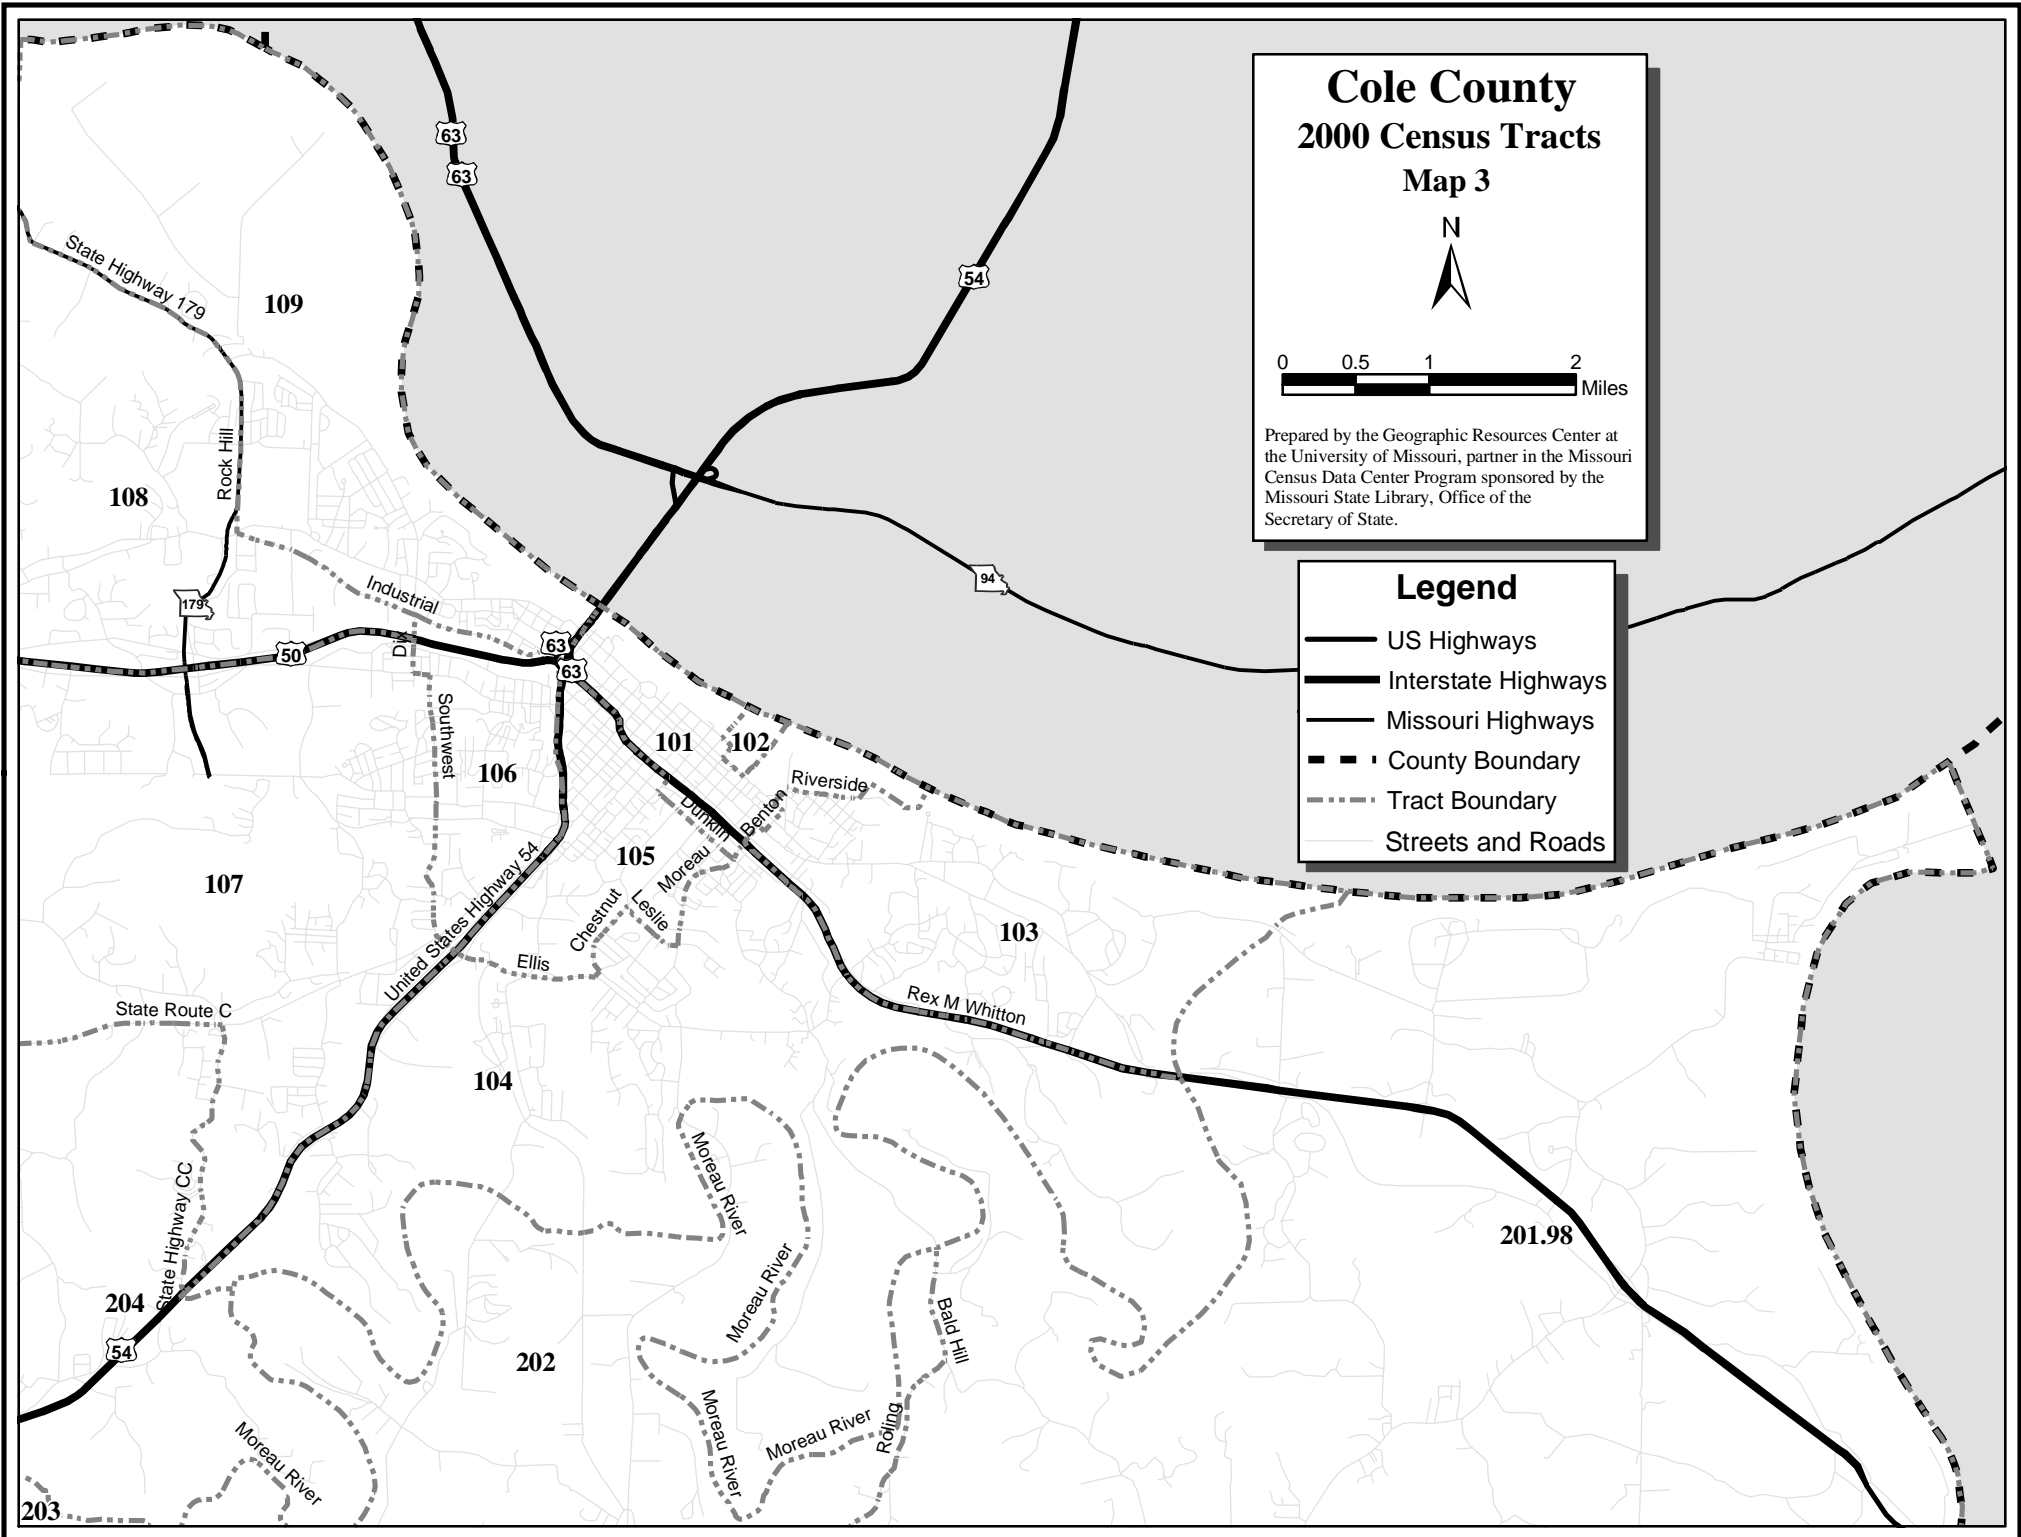 Cole County
2000 Census Tracts
Map 3
N
0 0.5 1 2
Miles
Prepared by the Geographic Resources Center at
the University of Missouri, partner in the Missouri
Census Data Center Program sponsored by the
Missouri State Library, Office of the
Secretary of State.
Legend
US Highways
Interstate Highways
Missouri Highways
County Boundary
Tract Boundary
Streets and Roads
63
63
54
State Highway 179
109
Rock Hill
108
179
94
Industrial
Dix
50
63
63
Southwest
101
102
106
Riverside
Dunklin
Benton
105
Moreau
Leslie
Chestnut
107
United States Highway 54
Ellis
103
Rex M Whitton
State Route C
104
Moreau River
State Highway CC
Moreau River
201.98
204
54
Bald Hill
202
Moreau River
Moreau River
Roling
Moreau River
203